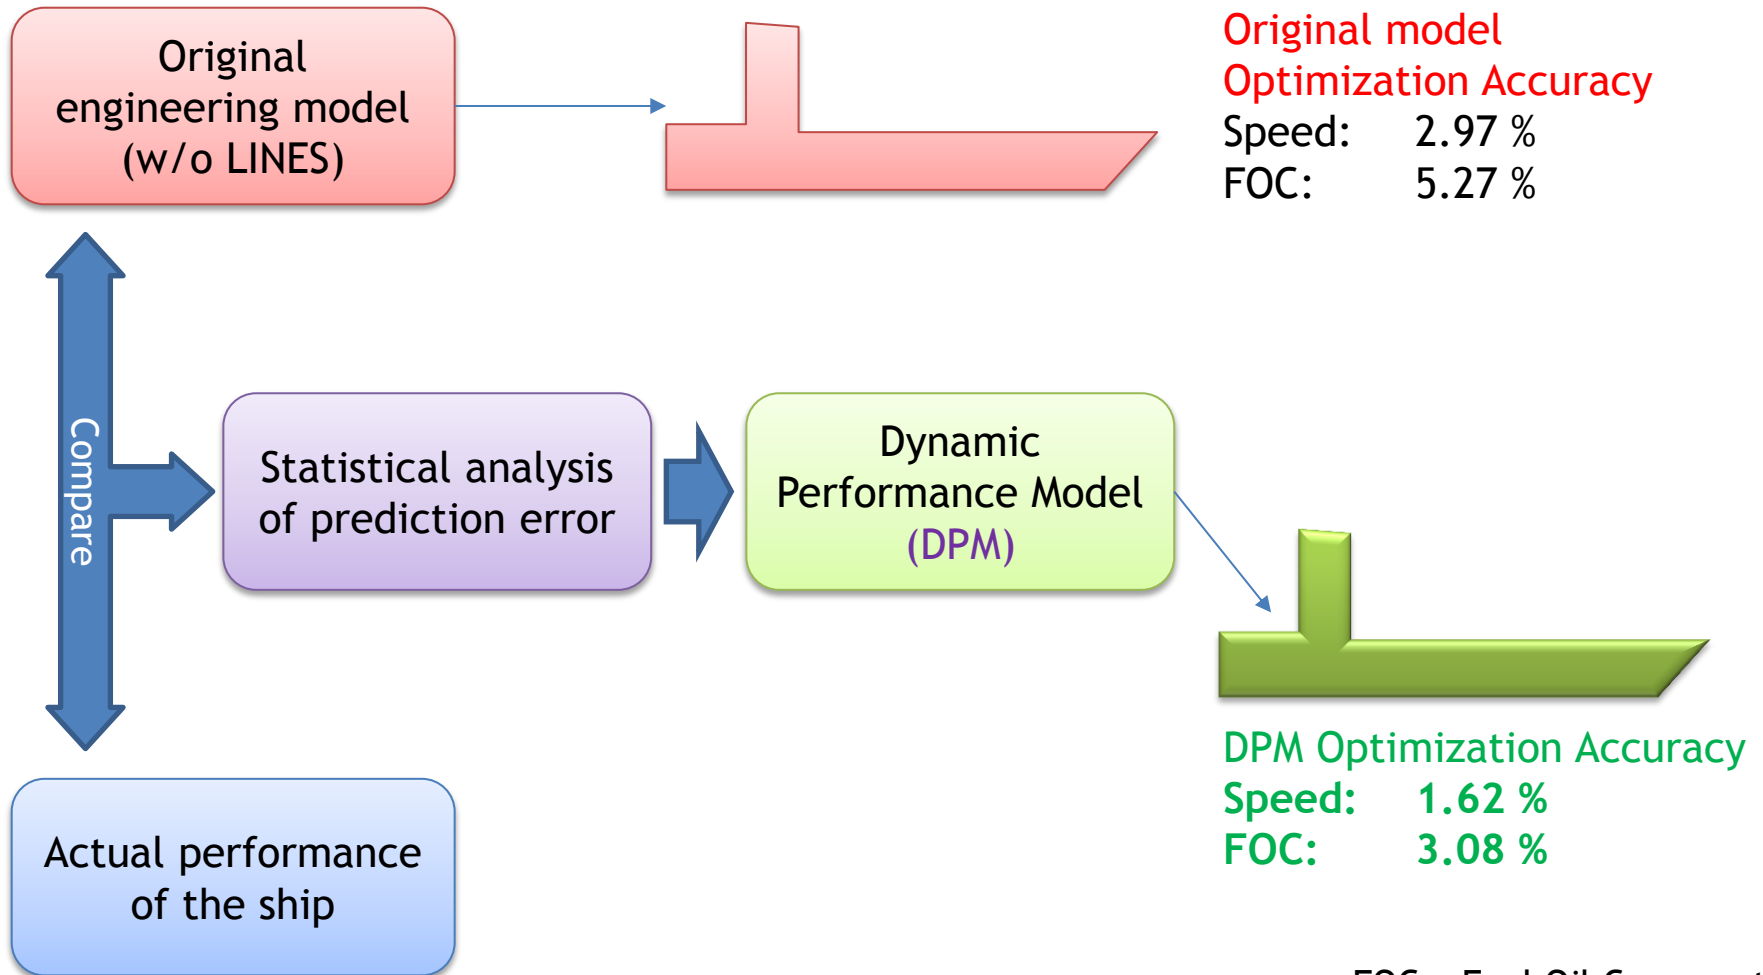 Original
engineering model
(w/o LINES)
Original model
Optimization Accuracy
Speed: 2.97 %
FOC: 5.27 %
Compare
Statistical analysis
of prediction error
Dynamic
Performance Model
(DPM)
DPM Optimization Accuracy
Speed: 1.62 %
FOC: 3.08 %
Actual performance
of the ship